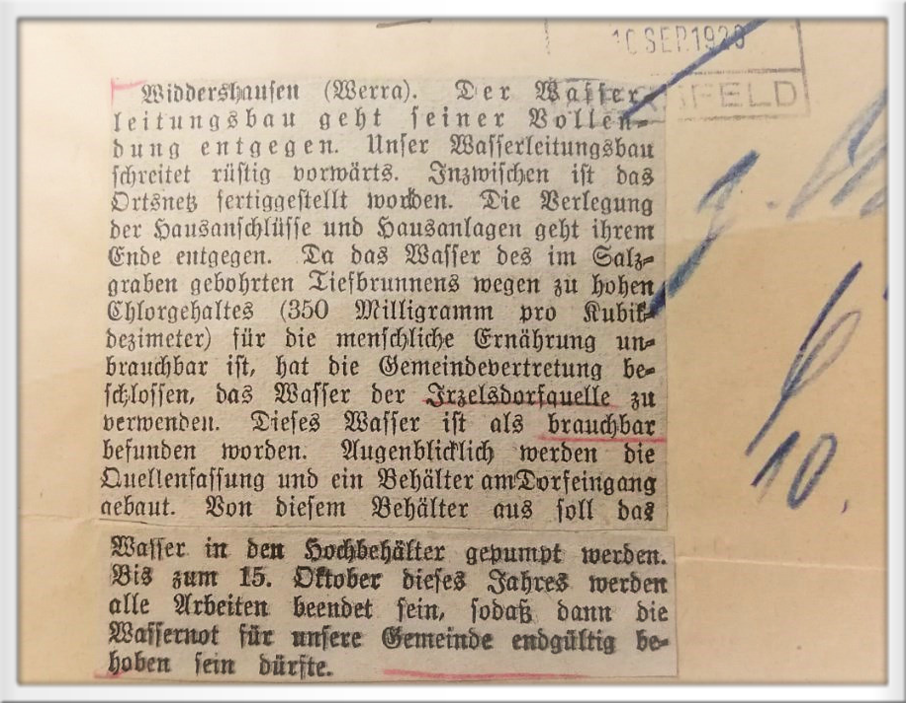 10 SEP. 192
SFELD
Widdershausen (Werra). Der Wasser-
leitungsbau geht seiner Vollen-
dung entgegen. Unser Wasserleitungsbau
schreitet rüstig vorwärts. Inzwischen ist das
Ortsnetz fertiggestellt worden. Die Verlegung
der Hausanschlüsse und Hausanlagen geht ihrem
Ende entgegen. Da das Wasser des im Salz-
graben gebohrten Tiefbrunnens wegen zu hohen
Chlorgehaltes (350 Milligramm pro Kubik-
dezimeter) für die menschliche Ernährung un-
brauchbar ist, hat die Gemeindevertretung be-
schlossen, das Wasser der Irzelsdorfquelle zu
verwenden. Dieses Wasser ist als brauchbar
befunden worden. Augenblicklich werden die
Quellenfassung und ein Behälter am Dorfeingang
gebaut. Von diesem Behälter aus soll das
Wasser in den Hochbehälter gepumpt werden.
Bis zum 15. Oktober dieses Jahres werden
alle Arbeiten beendet sein, sodaß dann die
Wassernot für unsere Gemeinde endgültig be-
hoben sein dürfte.
10.